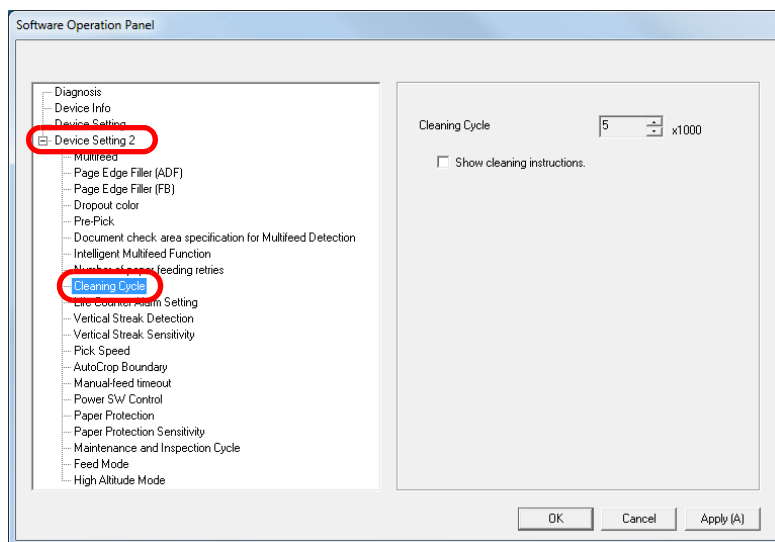 Software Operation Panel
Diagnosis
Device Info
Device Setting
Device Setting 2
Multifeed
Page Edge Filler (ADF)
Page Edge Filler (FB)
Dropout color
Pre-Pick
Document check area specification for Multifeed Detection
Intelligent Multifeed Function
Number of paper feeding retries
Cleaning Cycle
Life Counter Alarm Setting
Vertical Streak Detection
Vertical Streak Sensitivity
Pick Speed
AutoCrop Boundary
Manual-feed timeout
Power SW Control
Paper Protection
Paper Protection Sensitivity
Maintenance and Inspection Cycle
Feed Mode
High Altitude Mode
Cleaning Cycle 5 x1000
Show cleaning instructions.
OK Cancel Apply (A)